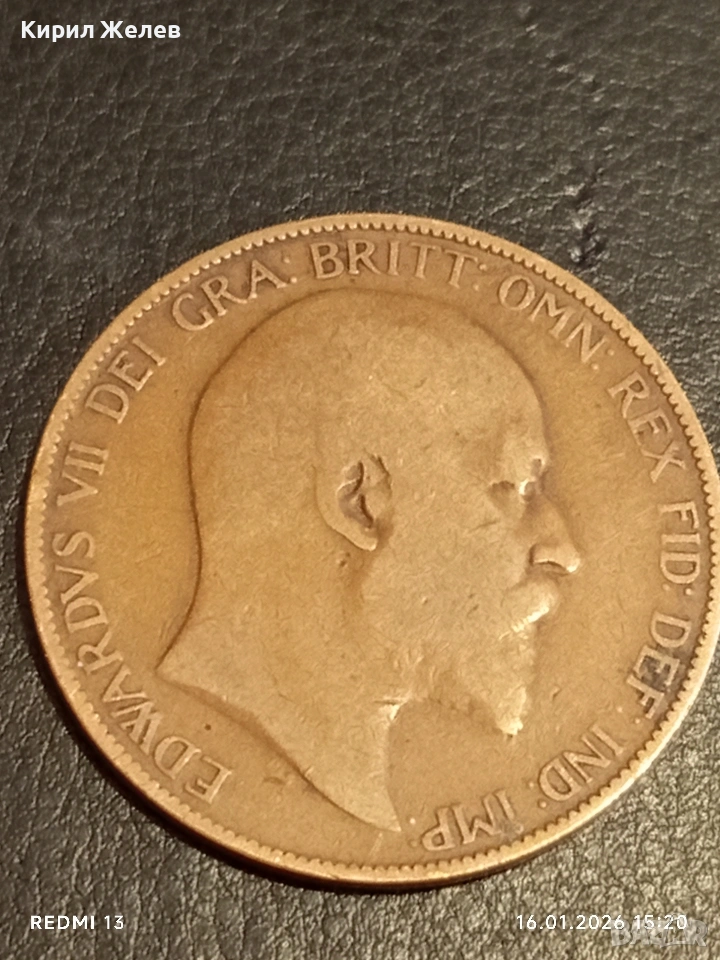 Кирил Желев
EDWARDVS VII DEI GRA: BRITT: OMN: REX FID: DEF: IND: IMP:
REDMI 13
16.01.2026 15:20